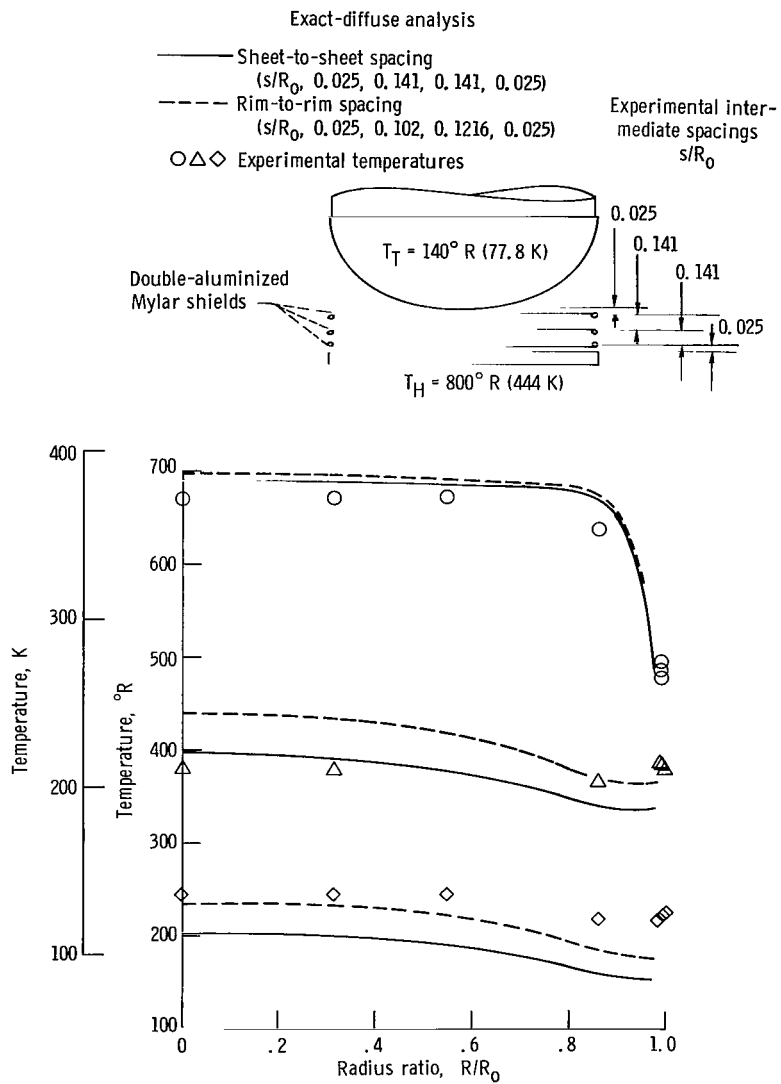 Exact-diffuse analysis
Sheet-to-sheet spacing
(s/R₀, 0.025, 0.141, 0.141, 0.025)
Rim-to-rim spacing
(s/R₀, 0.025, 0.102, 0.1216, 0.025)
Experimental temperatures
Experimental inter-
mediate spacings
s/R₀
0.025
0.141
0.141
0.025
T_T = 140° R (77.8 K)
Double-aluminized
Mylar shields
T_H = 800° R (444 K)
Temperature, K
400
300
200
100
Temperature, °R
700
600
500
400
300
200
100
0 .2 .4 .6 .8 1.0
Radius ratio, R/R₀